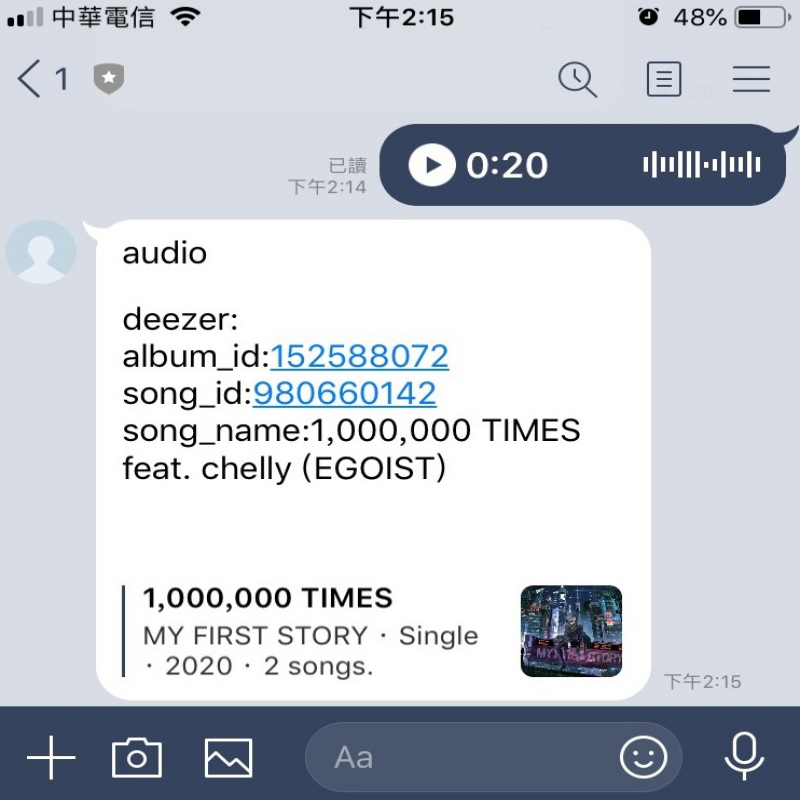 中華電信
下午2:15
48%
1
已讀
下午2:14
0:20
audio
deezer:
album_id:152588072
song_id:980660142
song_name:1,000,000 TIMES
feat. chelly (EGOIST)
1,000,000 TIMES
MY FIRST STORY · Single
· 2020 · 2 songs.
MY FIRST STORY
下午2:15
Aa